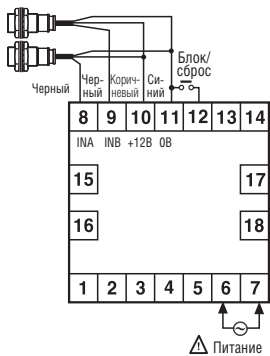 Блок/
сброс
Черный
Чер-
ный
Корич-
невый
Си-
ний
8 9 10 11 12 13 14
INA INB +12В 0В
15 17
16 18
1 2 3 4 5 6 7
Питание